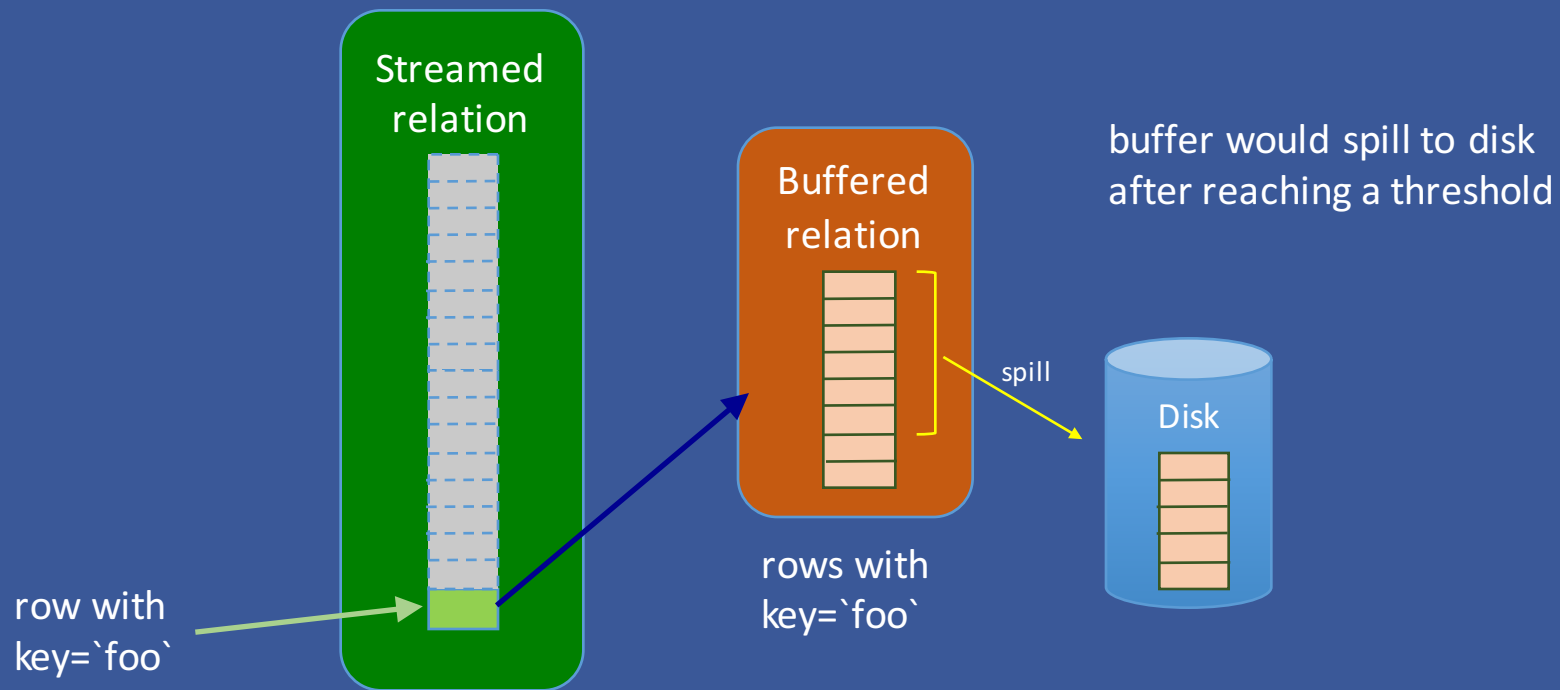 Streamed
relation
Buffered
relation
buffer would spill to disk
after reaching a threshold
spill
Disk
rows with
key=`foo`
row with
key=`foo`